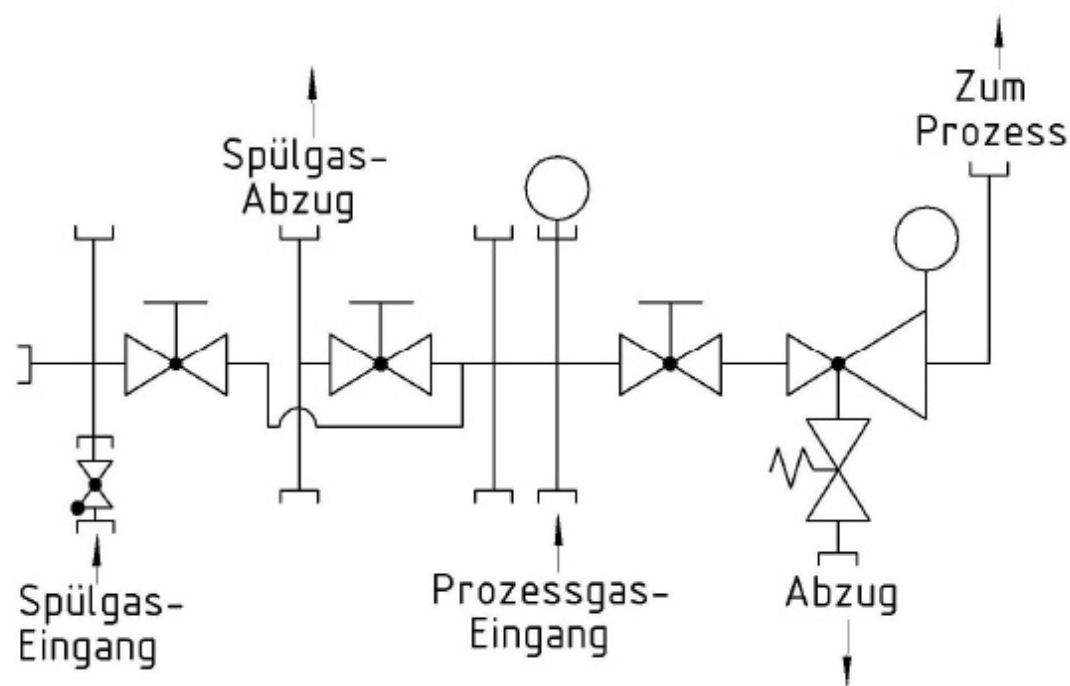 Zum
Prozess
Spülgas-
Abzug
Spülgas-
Eingang
Prozessgas-
Eingang
Abzug